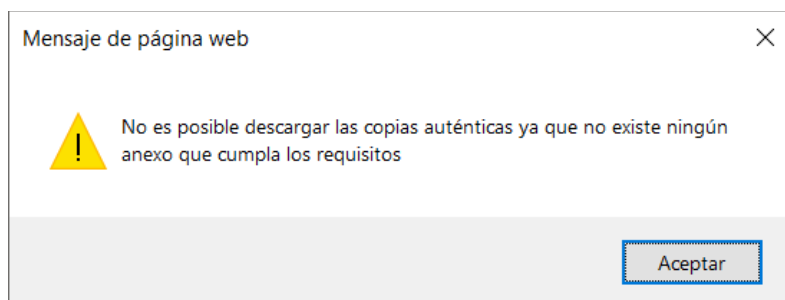 Mensaje de página web
No es posible descargar las copias auténticas ya que no existe ningún
anexo que cumpla los requisitos
Aceptar